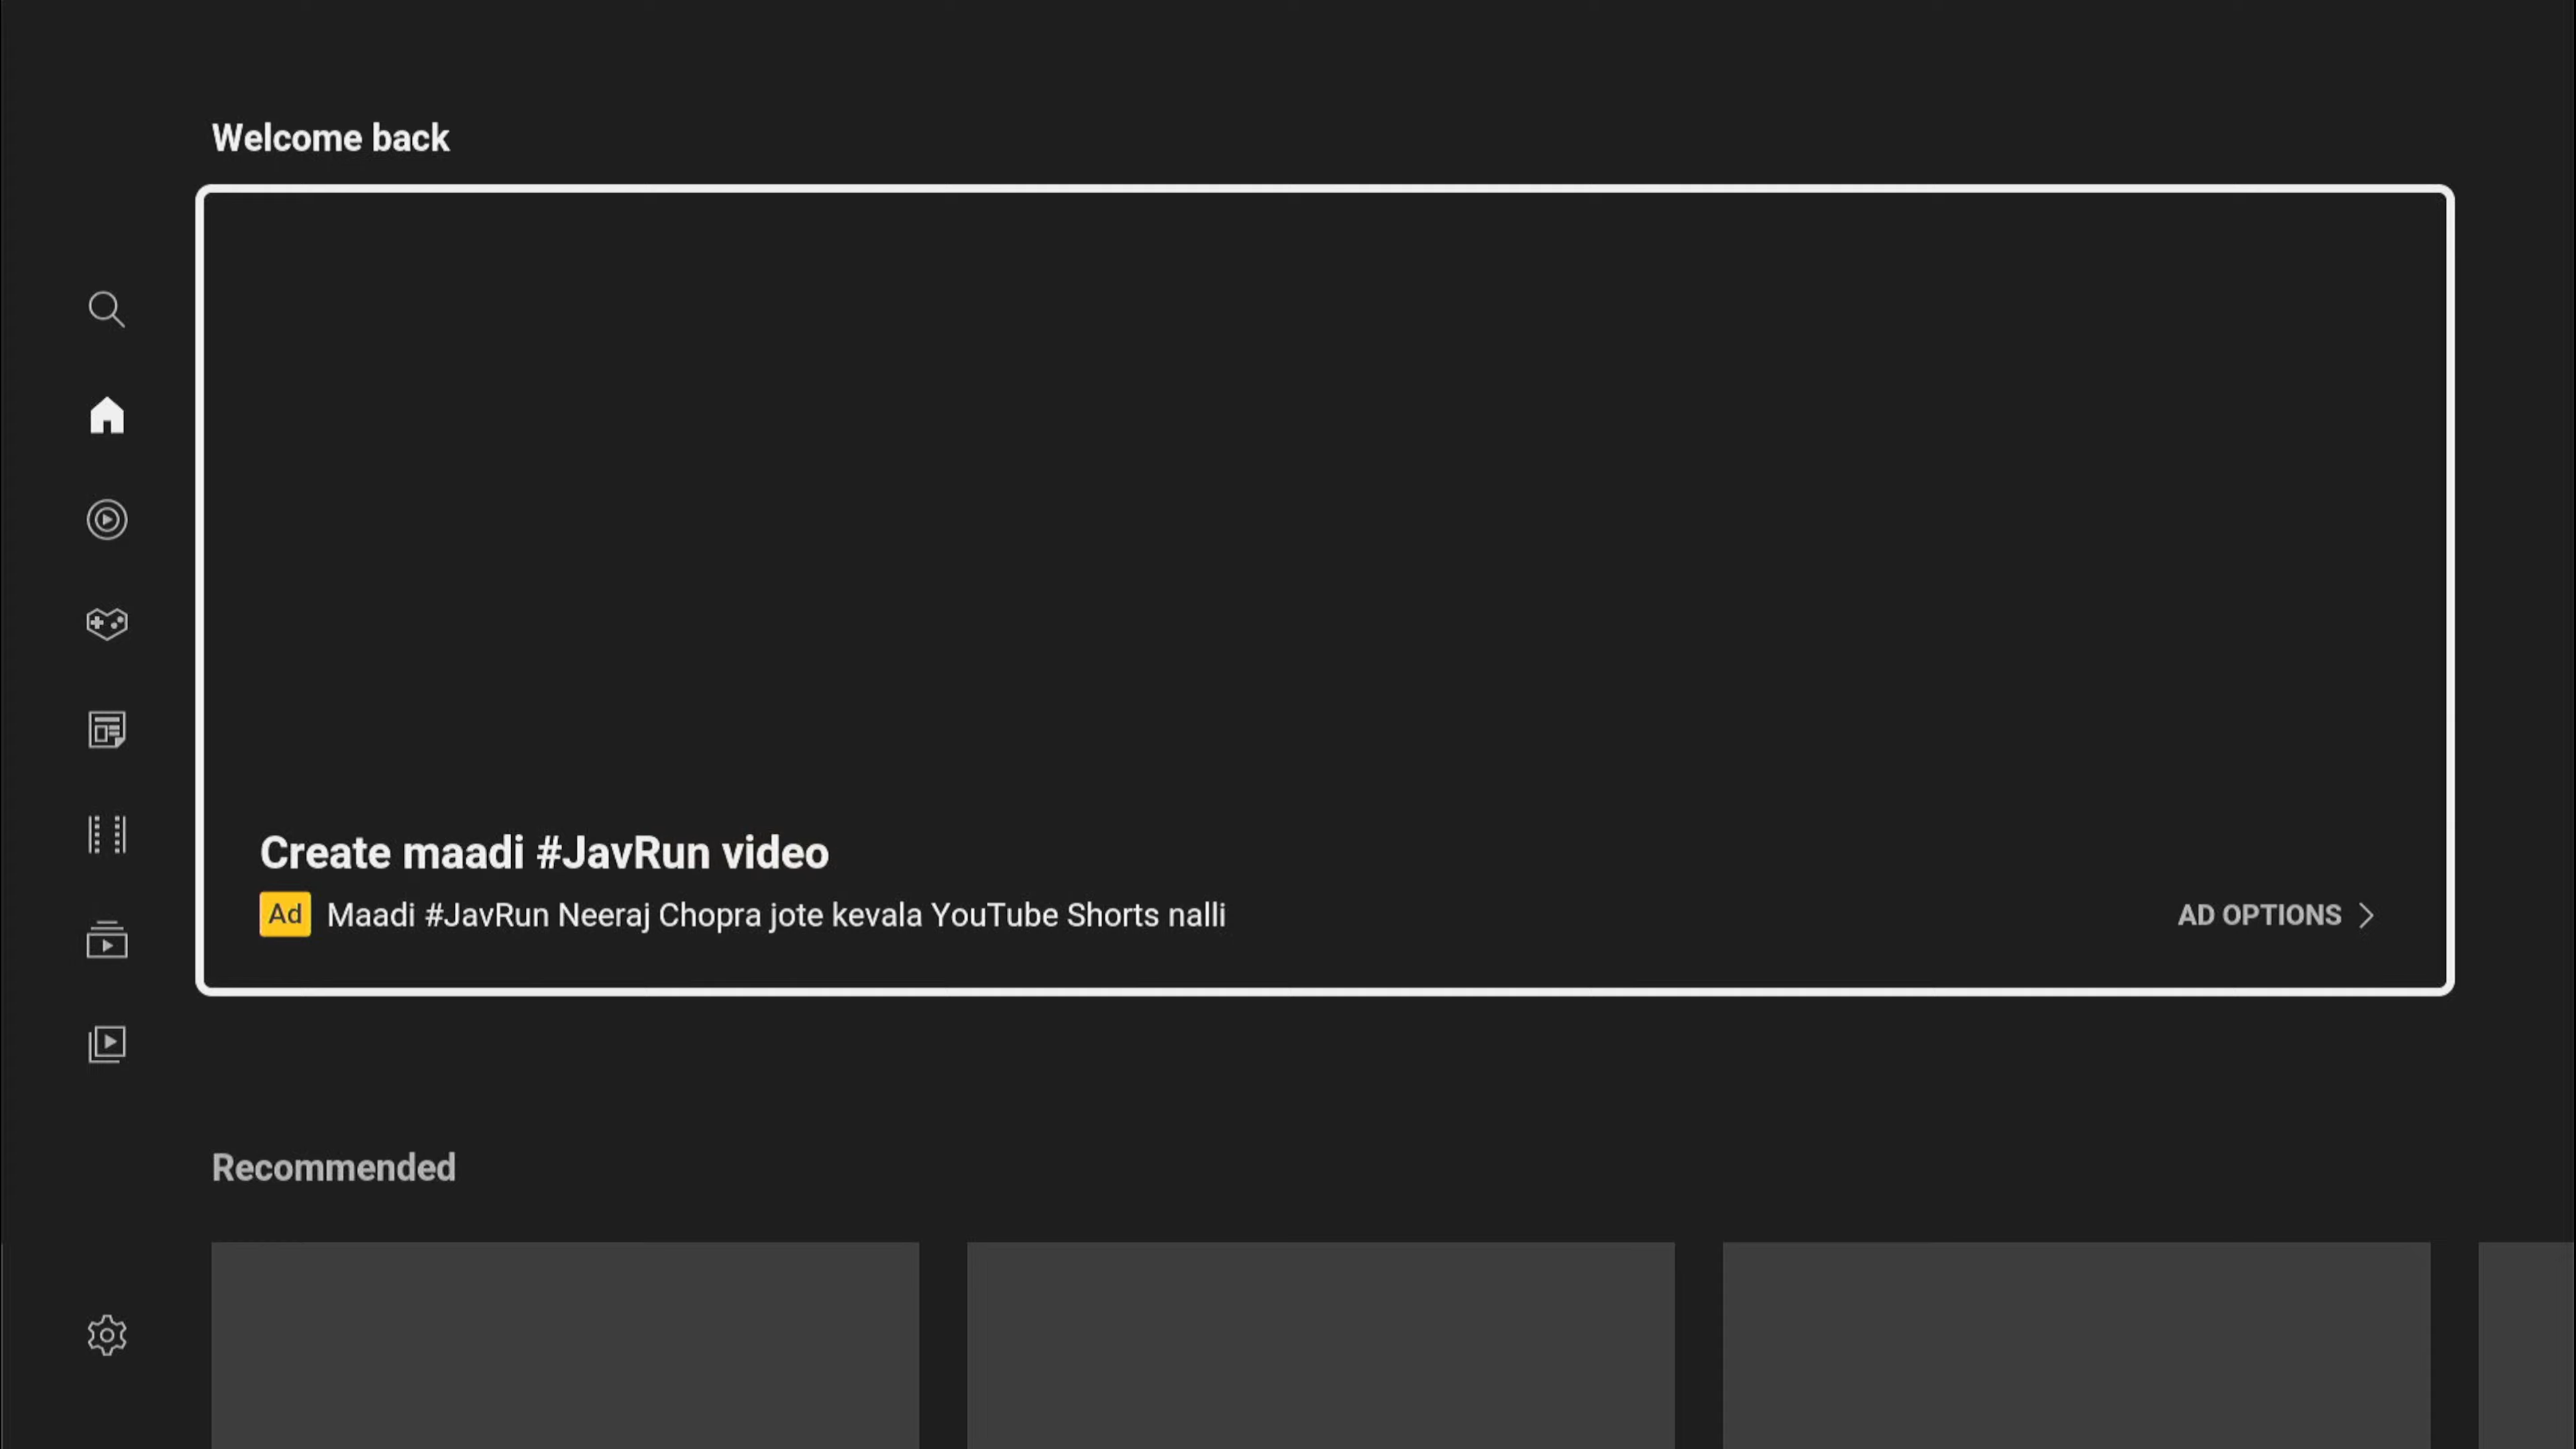 Welcome back
Create maadi #JavRun video
Ad Maadi #JavRun Neeraj Chopra jote kevala YouTube Shorts nalli
AD OPTIONS
Recommended